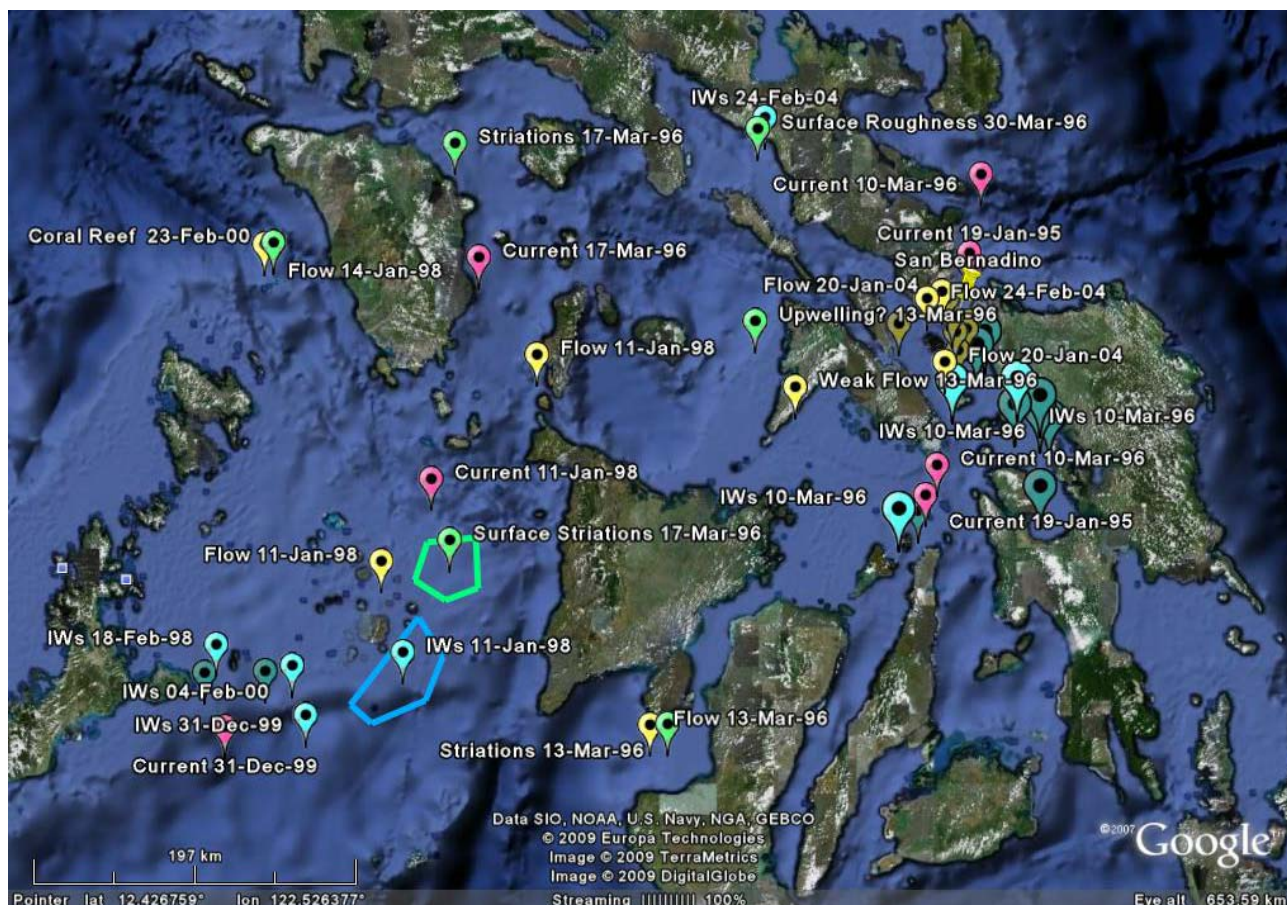 IWs 24-Feb-04
Surface Roughness 30-Mar-96
Striations 17-Mar-96
Current 10-Mar-96
Coral Reef 23-Feb-00
Flow 14-Jan-98
Current 17-Mar-96
Current 19-Jan-95
San Bernadino
Flow 20-Jan-04
Flow 24-Feb-04
Upwelling? 13-Mar-96
Flow 11-Jan-98
Flow 20-Jan-04
Weak Flow 13-Mar-96
IWs 10-Mar-96
IWs 10-Mar-96
Current 10-Mar-96
Current 11-Jan-98
IWs 10-Mar-96
Current 19-Jan-95
Surface Striations 17-Mar-96
Flow 11-Jan-98
IWs 18-Feb-98
IWs 11-Jan-98
IWs 04-Feb-00
IWs 31-Dec-99
Current 31-Dec-99
Flow 13-Mar-96
Striations 13-Mar-96
Data SIO, NOAA, U.S. Navy, NGA, GEBCO
© 2009 Europa Technologies
Image © 2009 TerraMetrics
Image © 2009 DigitalGlobe
©2007 Google
197 km
Pointer lat 12.426759° lon 122.526377° Streaming ||||||||| 100% Eye alt 653.59 km